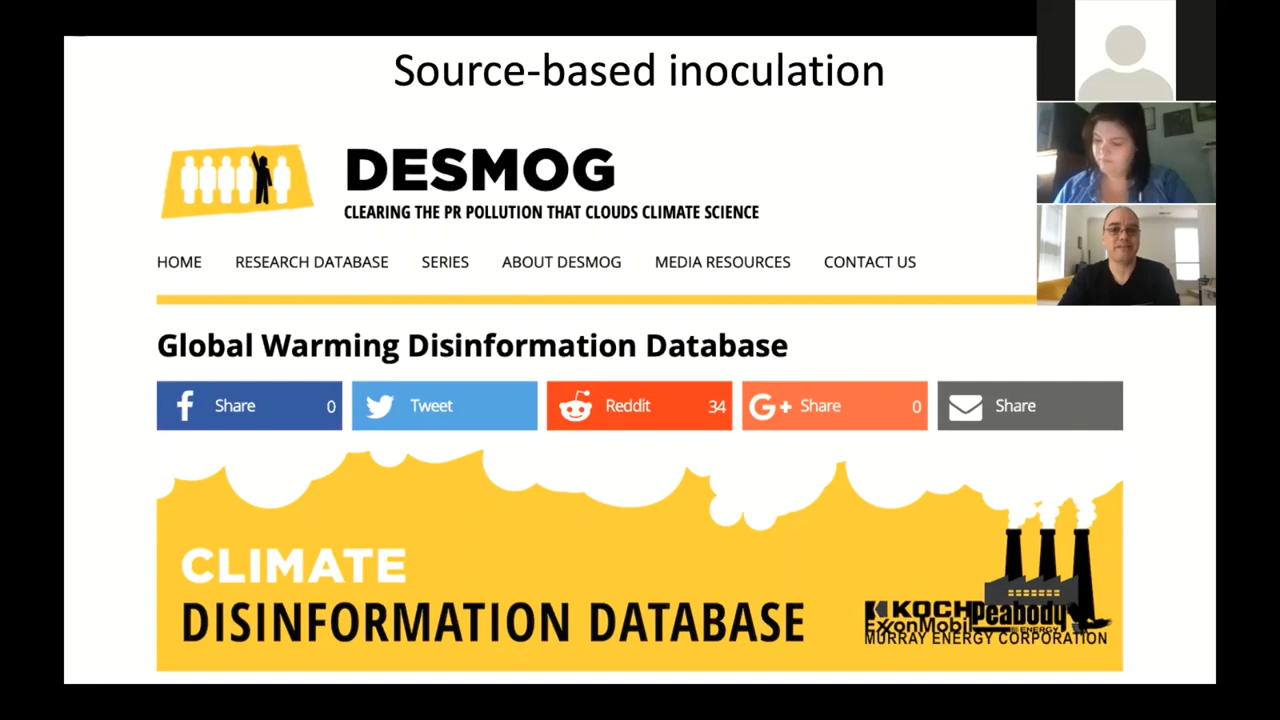 Source-based inoculation
DESMOG
CLEARING THE PR POLLUTION THAT CLOUDS CLIMATE SCIENCE
HOME RESEARCH DATABASE SERIES ABOUT DESMOG MEDIA RESOURCES CONTACT US
Global Warming Disinformation Database
Share 0 Tweet Reddit 34 G+ Share 0 Share
CLIMATE
DISINFORMATION DATABASE
KOCH Peabody
ExxonMobil ENERGY
MURRAY ENERGY CORPORATION